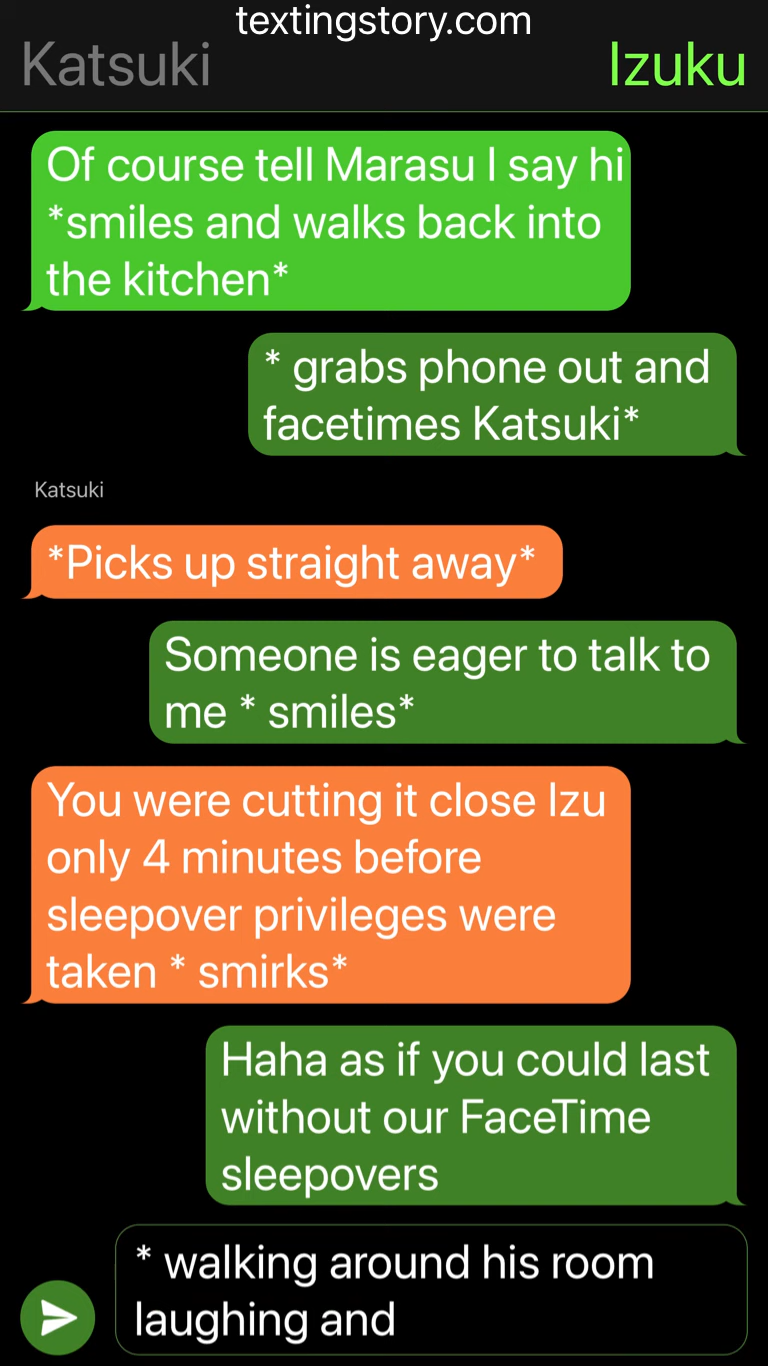 textingstory.com
Katsuki
Izuku
Of course tell Marasu I say hi
*smiles and walks back into
the kitchen*
* grabs phone out and
facetimes Katsuki*
Katsuki
*Picks up straight away*
Someone is eager to talk to
me * smiles*
You were cutting it close Izu
only 4 minutes before
sleepover privileges were
taken * smirks*
Haha as if you could last
without our FaceTime
sleepovers
* walking around his room
laughing and